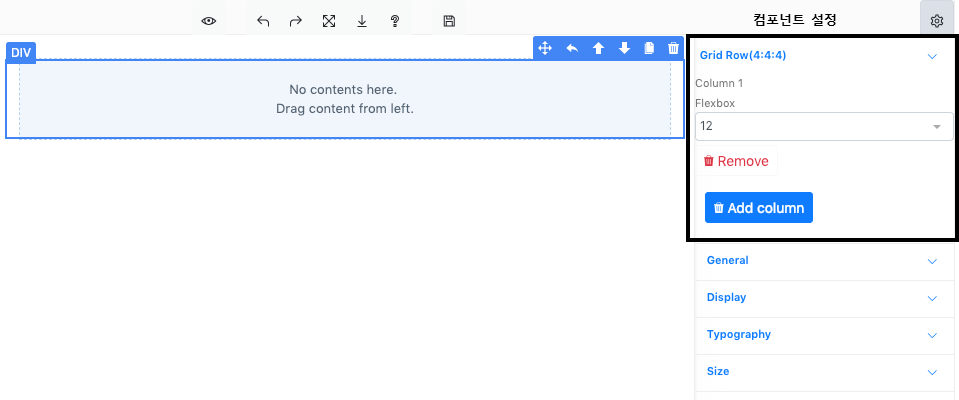 컴포넌트 설정
DIV
No contents here.
Drag content from left.
Grid Row(4:4:4)
Column 1
Flexbox
12
Remove
Add column
General
Display
Typography
Size